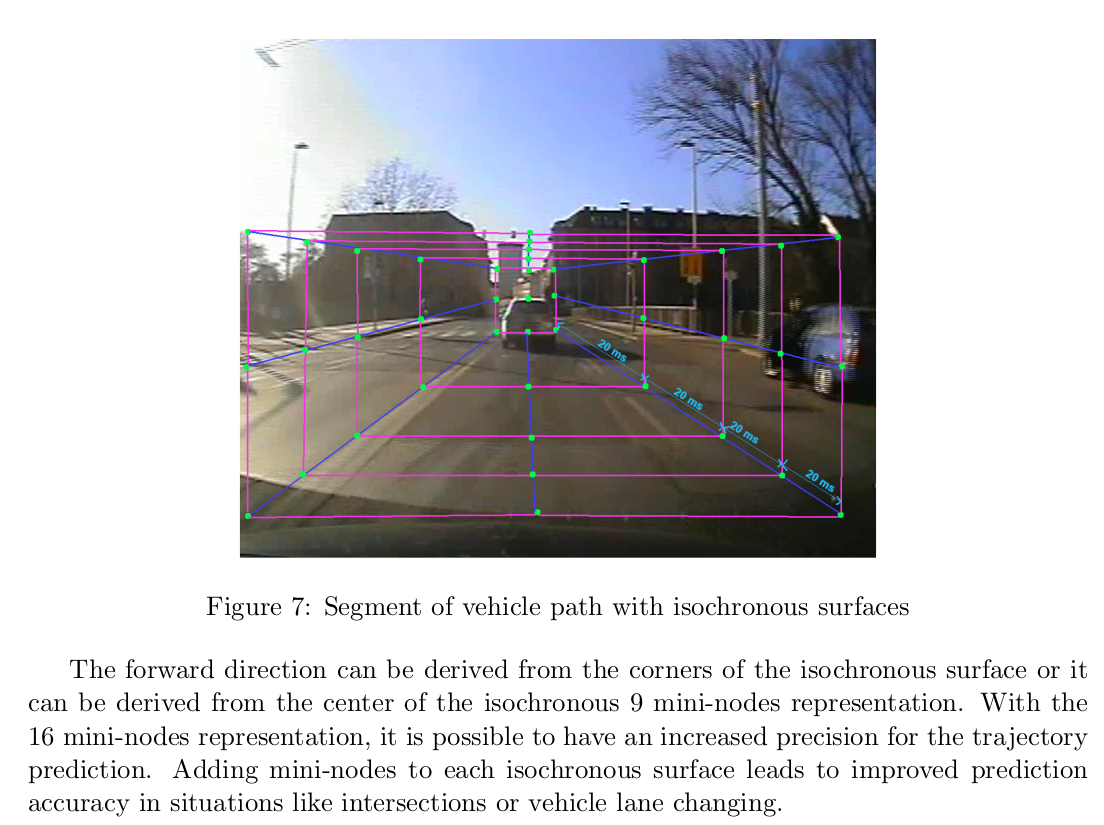 20 ms
20 ms
20 ms
20 ms
Figure 7: Segment of vehicle path with isochronous surfaces
The forward direction can be derived from the corners of the isochronous surface or it
can be derived from the center of the isochronous 9 mini-nodes representation. With the
16 mini-nodes representation, it is possible to have an increased precision for the trajectory
prediction. Adding mini-nodes to each isochronous surface leads to improved prediction
accuracy in situations like intersections or vehicle lane changing.